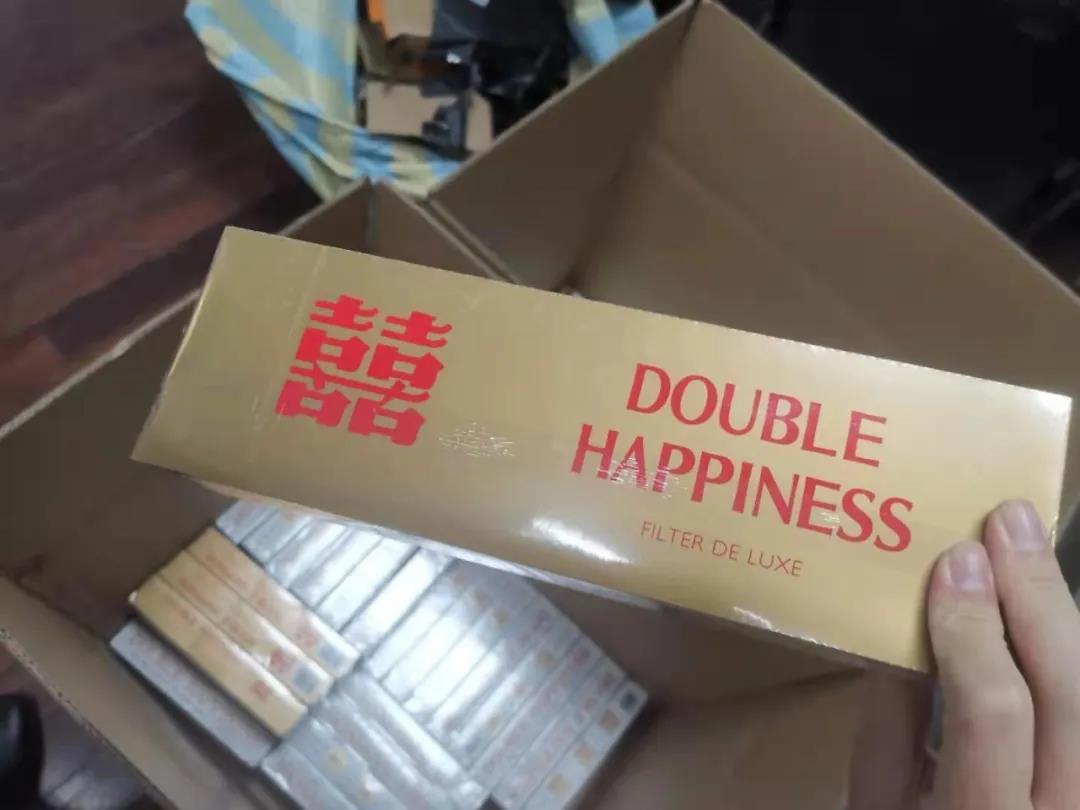 囍
DOUBLE
HAPPINESS
FILTER DE LUXE